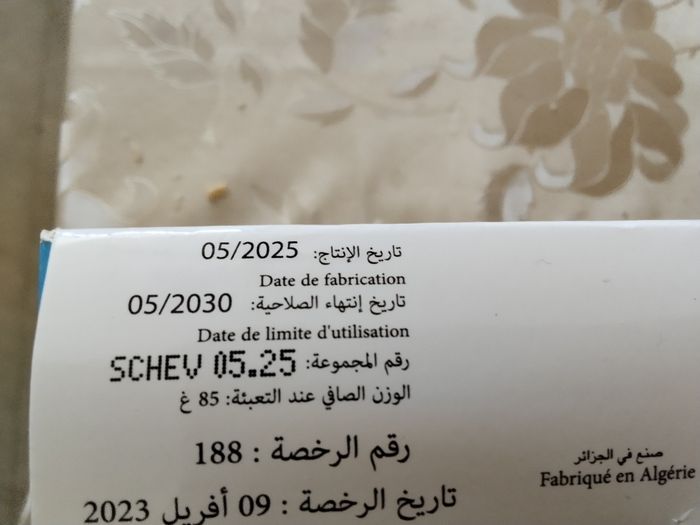 تاريخ الإنتاج: 05/2025
Date de fabrication
تاريخ إنتهاء الصلاحية: 05/2030
Date de limite d'utilisation
رقم المجموعة: SCHEV 05.25
الوزن الصافي عند التعبئة: 85 غ
رقم الرخصة : 188
تاريخ الرخصة : 09 أفريل 2023
صنع في الجزائر
Fabriqué en Algérie